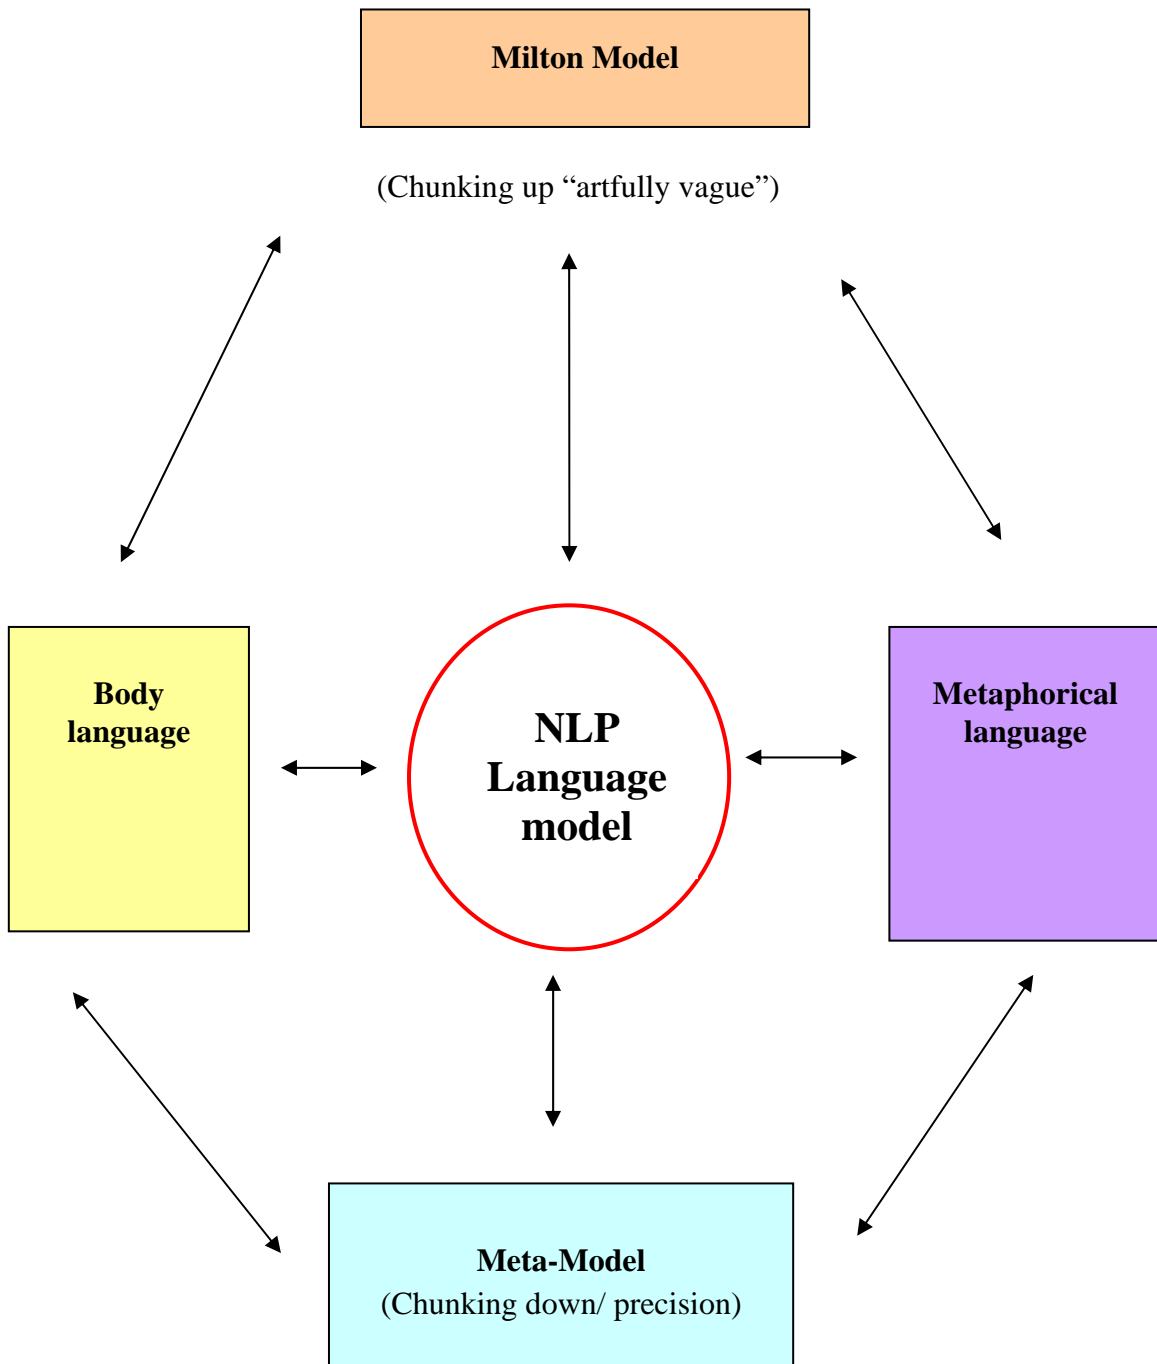 Milton Model
(Chunking up “artfully vague”)
Body
language
NLP
Language
model
Metaphorical
language
Meta-Model
(Chunking down/ precision)